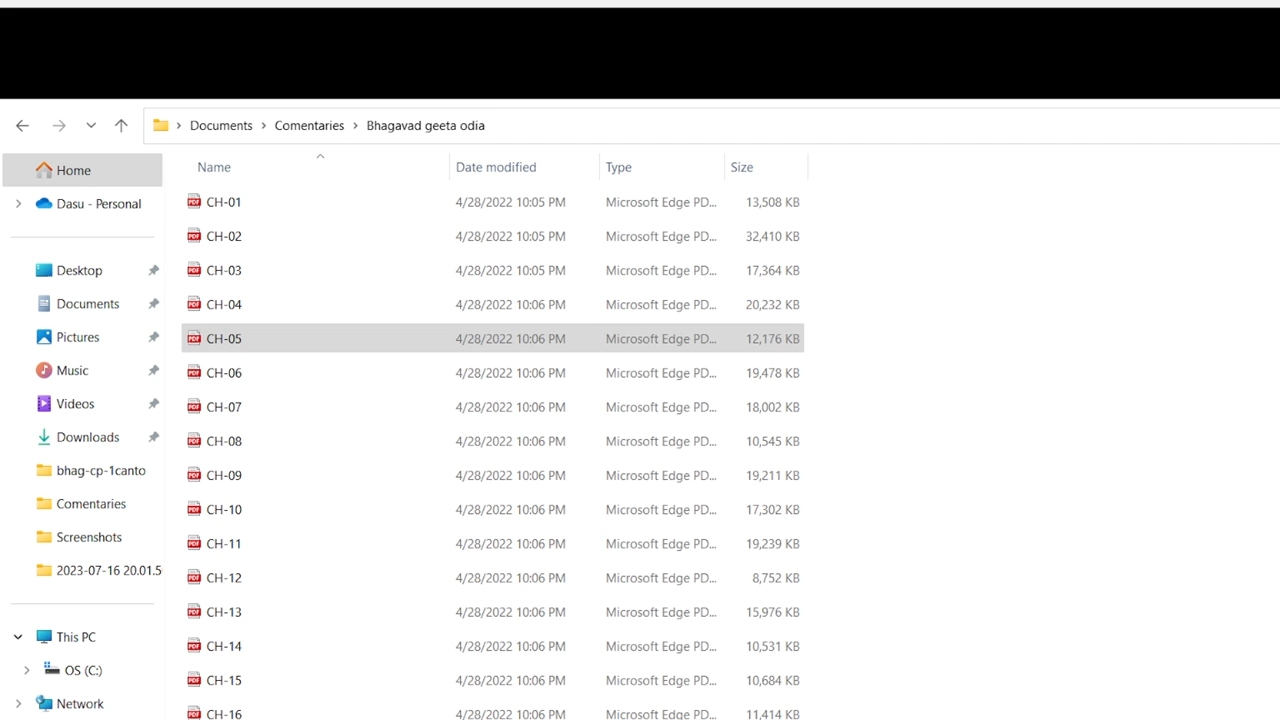 Documents > Comentaries > Bhagavad geeta odia
Name Date modified Type Size
Home
Dasu - Personal
Desktop
Documents
Pictures
Music
Videos
Downloads
bhag-cp-1canto
Comentaries
Screenshots
2023-07-16 20.01.5
This PC
OS (C:)
Network
CH-01 4/28/2022 10:05 PM Microsoft Edge PD... 13,508 KB
CH-02 4/28/2022 10:05 PM Microsoft Edge PD... 32,410 KB
CH-03 4/28/2022 10:05 PM Microsoft Edge PD... 17,364 KB
CH-04 4/28/2022 10:06 PM Microsoft Edge PD... 20,232 KB
CH-05 4/28/2022 10:06 PM Microsoft Edge PD... 12,176 KB
CH-06 4/28/2022 10:06 PM Microsoft Edge PD... 19,478 KB
CH-07 4/28/2022 10:06 PM Microsoft Edge PD... 18,002 KB
CH-08 4/28/2022 10:06 PM Microsoft Edge PD... 10,545 KB
CH-09 4/28/2022 10:06 PM Microsoft Edge PD... 19,211 KB
CH-10 4/28/2022 10:06 PM Microsoft Edge PD... 17,302 KB
CH-11 4/28/2022 10:06 PM Microsoft Edge PD... 19,239 KB
CH-12 4/28/2022 10:06 PM Microsoft Edge PD... 8,752 KB
CH-13 4/28/2022 10:06 PM Microsoft Edge PD... 15,976 KB
CH-14 4/28/2022 10:06 PM Microsoft Edge PD... 10,531 KB
CH-15 4/28/2022 10:06 PM Microsoft Edge PD... 10,684 KB
CH-16 4/28/2022 10:06 PM Microsoft Edge PD... 11,414 KB